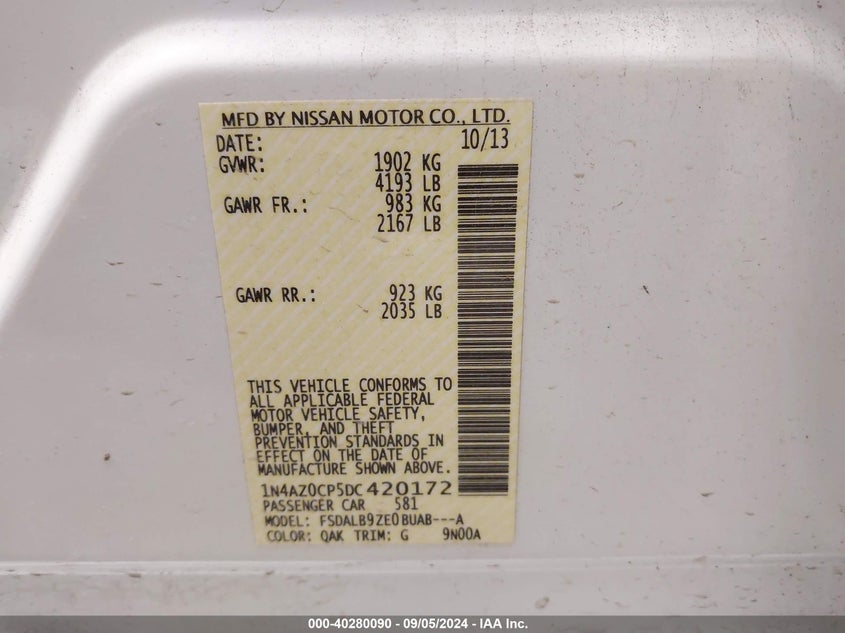 MFD BY NISSAN MOTOR CO., LTD.
DATE: 10/13
GVWR: 1902 KG
4193 LB
GAWR FR.: 983 KG
2167 LB
GAWR RR.: 923 KG
2035 LB
THIS VEHICLE CONFORMS TO
ALL APPLICABLE FEDERAL
MOTOR VEHICLE SAFETY,
BUMPER, AND THEFT
PREVENTION STANDARDS IN
EFFECT ON THE DATE OF
MANUFACTURE SHOWN ABOVE.
1N4AZ0CP5DC420172
PASSENGER CAR 581
MODEL: FSDALB9ZE0BUAB---A
COLOR: QAK TRIM: G 9N00A
000-40280090 - 09/05/2024 - IAA Inc.